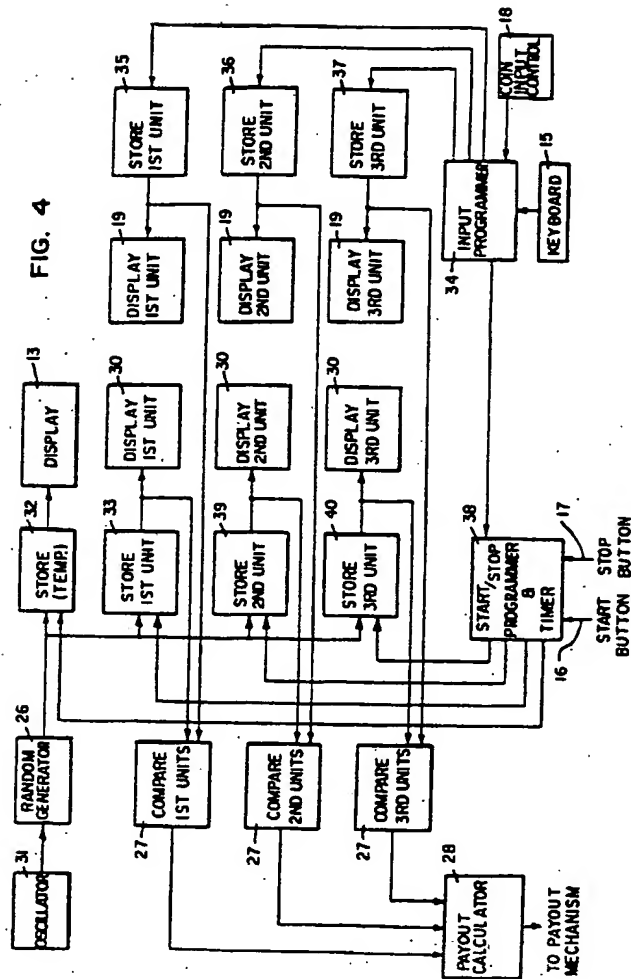 FIG. 4
31
OSCILLATOR
26
RANDOM
GENERATOR
32
STORE
(TEMP.)
13
DISPLAY
33
STORE
1ST UNIT
30
DISPLAY
1ST UNIT
19
DISPLAY
1ST UNIT
35
STORE
1ST UNIT
27
COMPARE
1ST UNITS
39
STORE
2ND UNIT
30
DISPLAY
2ND UNIT
19
DISPLAY
2ND UNIT
36
STORE
2ND UNIT
27
COMPARE
2ND UNITS
40
STORE
3RD UNIT
30
DISPLAY
3RD UNIT
19
DISPLAY
3RD UNIT
37
STORE
3RD UNIT
27
COMPARE
3RD UNITS
28
PAYOUT
CALCULATOR
TO PAYOUT
MECHANISM
38
START/STOP
PROGRAMMER
&
TIMER
16
START
BUTTON
17
STOP
BUTTON
34
INPUT
PROGRAMMER
18
COIN
INPUT
CONTROL
15
KEYBOARD